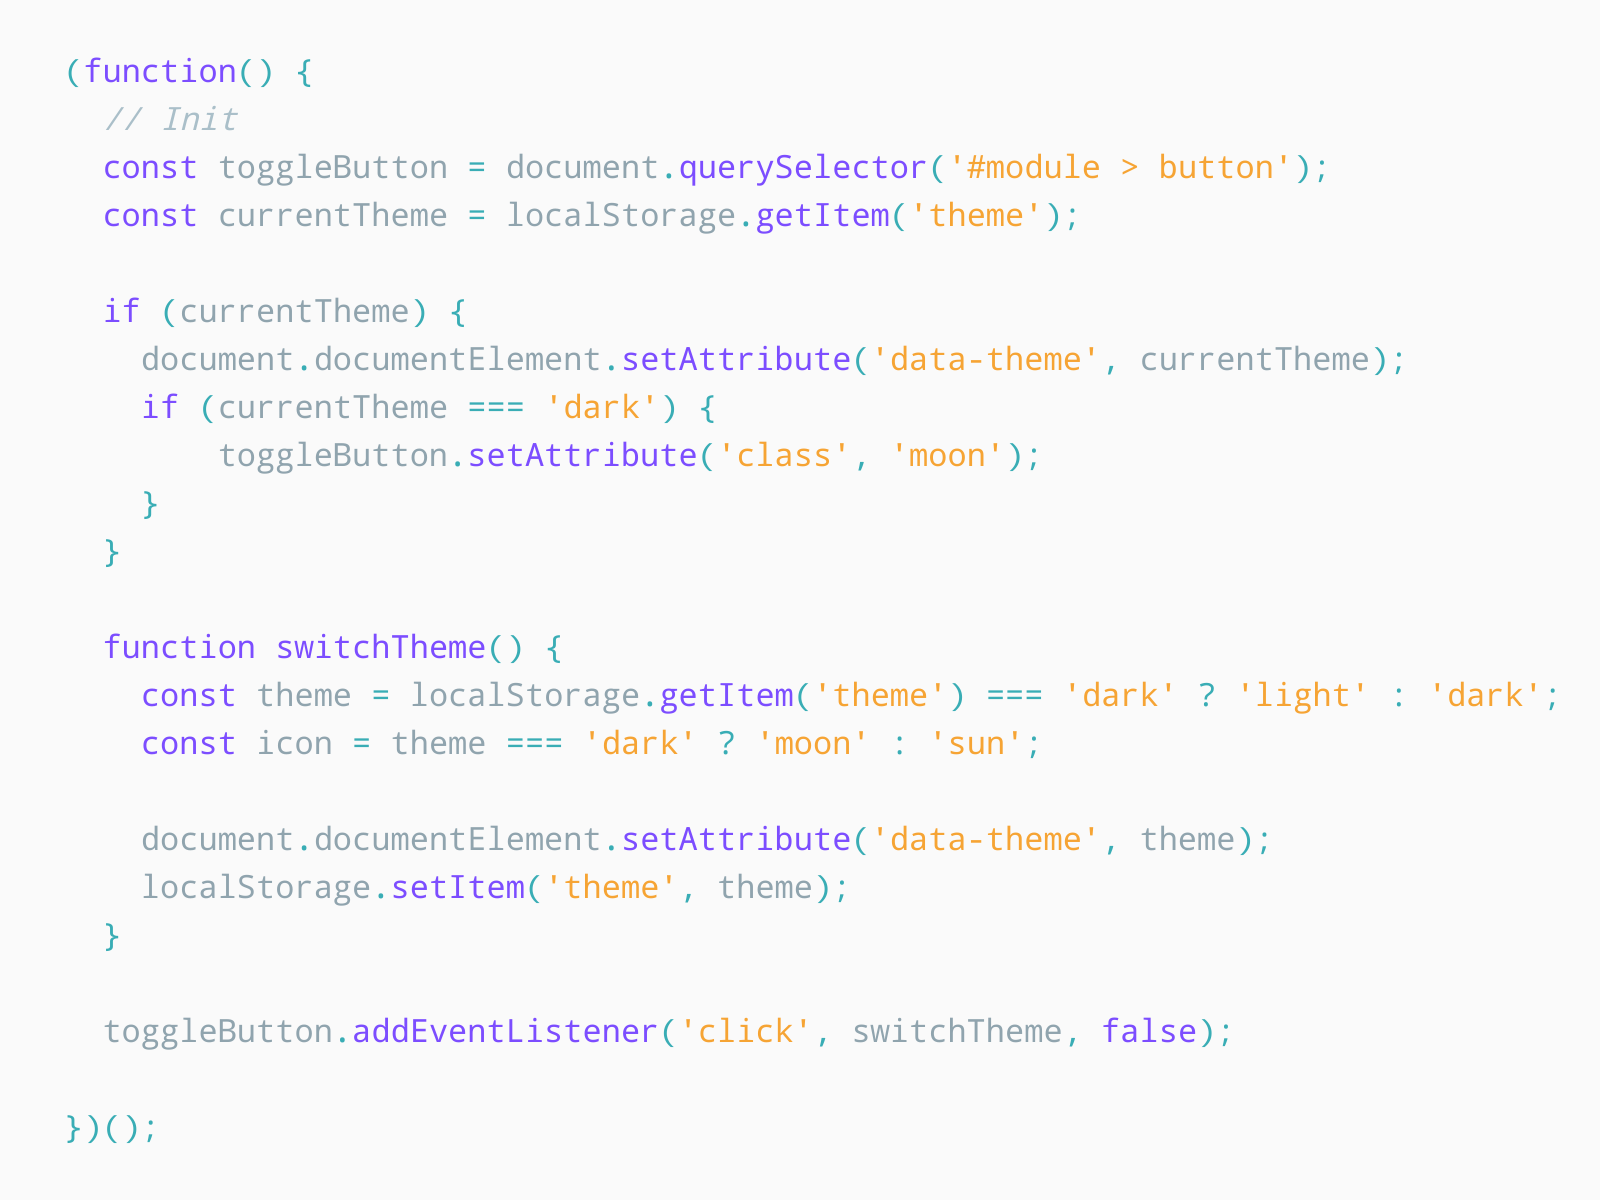 (function() {
  // Init
  const toggleButton = document.querySelector('#module > button');
  const currentTheme = localStorage.getItem('theme');

  if (currentTheme) {
    document.documentElement.setAttribute('data-theme', currentTheme);
    if (currentTheme === 'dark') {
        toggleButton.setAttribute('class', 'moon');
    }
  }

  function switchTheme() {
    const theme = localStorage.getItem('theme') === 'dark' ? 'light' : 'dark';
    const icon = theme === 'dark' ? 'moon' : 'sun';

    document.documentElement.setAttribute('data-theme', theme);
    localStorage.setItem('theme', theme);
  }

  toggleButton.addEventListener('click', switchTheme, false);

})();